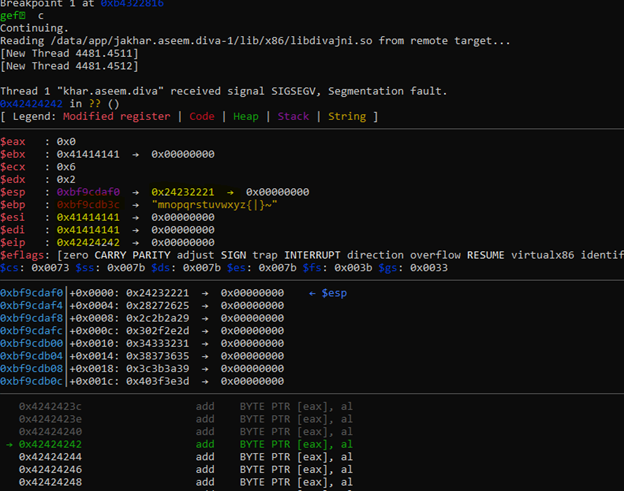 Breakpoint 1 at 0xb432281b
gef➤  c
Continuing.
Reading /data/app/jakhar.aseem.diva-1/lib/x86/libdivajni.so from remote target...
[New Thread 4481.4511]
[New Thread 4481.4512]
Thread 1 "khar.aseem.diva" received signal SIGSEGV, Segmentation fault.
0x42424242 in ?? ()
[ Legend: Modified register | Code | Heap | Stack | String ]
$eax   : 0x0
$ebx   : 0x41414141  →  0x00000000
$ecx   : 0x6
$edx   : 0x2
$esp   : 0xbf9cdaf0  →  0x24232221  →  0x00000000
$ebp   : 0xbf9cdb3c  →  "mnopqrstuvwxyz{|}~"
$esi   : 0x41414141  →  0x00000000
$edi   : 0x41414141  →  0x00000000
$eip   : 0x42424242  →  0x00000000
$eflags: [zero CARRY PARITY adjust SIGN trap INTERRUPT direction overflow RESUME virtualx86 identif
$cs: 0x0073 $ss: 0x007b $ds: 0x007b $es: 0x007b $fs: 0x003b $gs: 0x0033
0xbf9cdaf0│+0x0000: 0x24232221  →  0x00000000    ← $esp
0xbf9cdaf4│+0x0004: 0x28272625  →  0x00000000
0xbf9cdaf8│+0x0008: 0x2c2b2a29  →  0x00000000
0xbf9cdafc│+0x000c: 0x302f2e2d  →  0x00000000
0xbf9cdb00│+0x0010: 0x34333231  →  0x00000000
0xbf9cdb04│+0x0014: 0x38373635  →  0x00000000
0xbf9cdb08│+0x0018: 0x3c3b3a39  →  0x00000000
0xbf9cdb0c│+0x001c: 0x403f3e3d  →  0x00000000
0x4242423c                  add    BYTE PTR [eax], al
0x4242423e                  add    BYTE PTR [eax], al
0x42424240                  add    BYTE PTR [eax], al
→ 0x42424242                  add    BYTE PTR [eax], al
0x42424244                  add    BYTE PTR [eax], al
0x42424246                  add    BYTE PTR [eax], al
0x42424248                  add    BYTE PTR [eax], al